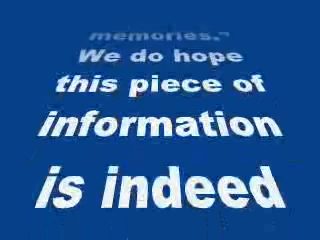 memories."
We do hope
this piece of
information
is indeed